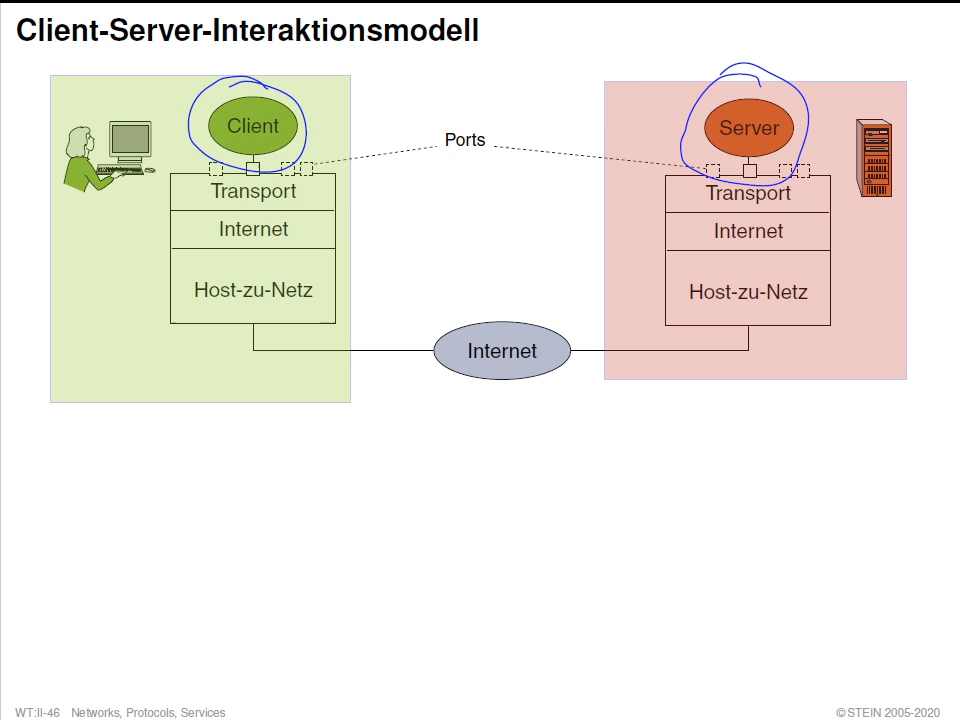 Client-Server-Interaktionsmodell
Client
Ports
Server
Transport
Internet
Host-zu-Netz
Transport
Internet
Host-zu-Netz
Internet
WT:II-46 Networks, Protocols, Services
© STEIN 2005-2020